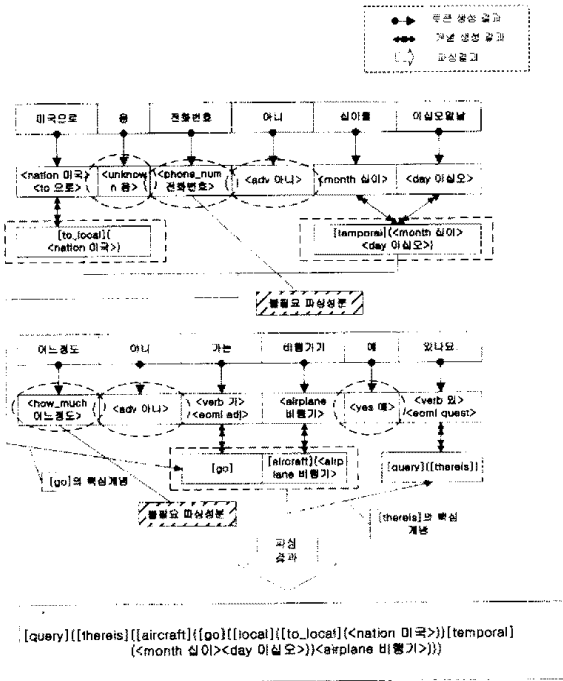 토큰 생성 결과
개념 생성 결과
파싱결과
미국으로 음 전화번호 아니 십이월 이십오일날
<nation 미국> <unknow <phone_num <adv 아니> <month 십이> <day 이십오>
<to 으로> n 음> 전화번호>
[to_local]( [temporal](<month 십이>
<nation 미국>) <day 이십오>)
불필요 파싱성분
어느정도 아니 가는 비행기기 예 있나요
<how_much <adv 아니> <verb 가> <airplane <yes 예> <verb 있>
어느정도> /<eomi adj> 비행기> /<eomi quest>
[go] [aircraft](<airp [query]([thereis])
lane 비행기>
[go]의 핵심개념
불필요 파싱성분
[thereis]의 핵심
개념
파싱
결과
[query]([thereis]([aircraft]([go]([local]([to_local](<nation 미국>))[temporal]
(<month 십이><day 이십오>))<airplane 비행기>)))